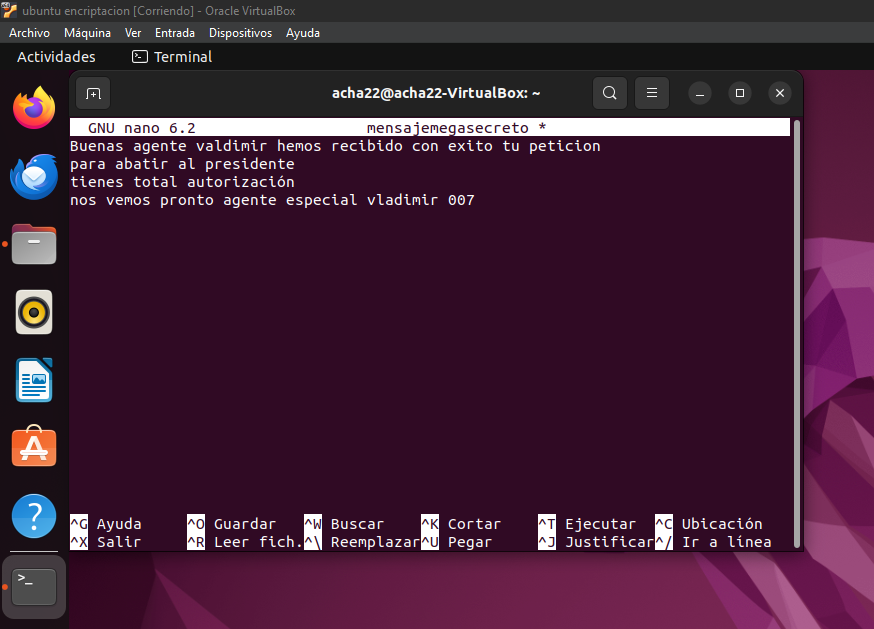 ubuntu encriptacion [Corriendo] - Oracle VirtualBox
Archivo Máquina Ver Entrada Dispositivos Ayuda
Actividades Terminal
acha22@acha22-VirtualBox: ~
GNU nano 6.2 mensajemegasecreto *
Buenas agente valdimir hemos recibido con exito tu peticion
para abatir al presidente
tienes total autorización
nos vemos pronto agente especial vladimir 007
^G Ayuda ^O Guardar ^W Buscar ^K Cortar ^T Ejecutar ^C Ubicación
^X Salir ^R Leer fich. ^\ Reemplazar ^U Pegar ^J Justificar ^/ Ir a línea